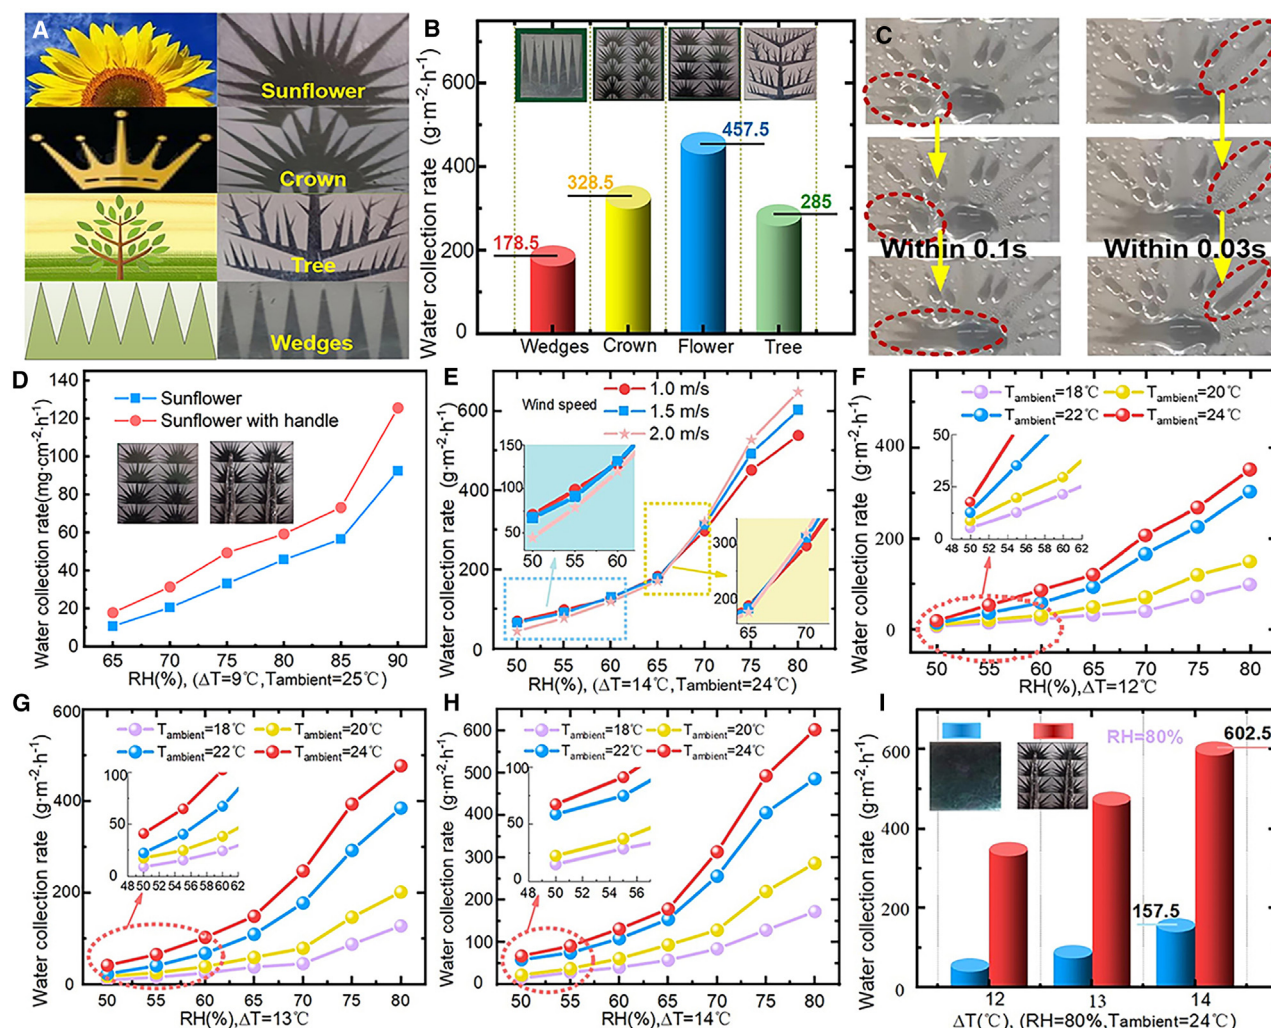 A
Sunflower
Crown
Tree
Wedges
B
Water collection rate (g·m⁻²·h⁻¹)
600
400
200
0
178.5
328.5
457.5
285
Wedges
Crown
Flower
Tree
C
Within 0.1s
Within 0.03s
D
Water collection rate(mg·cm⁻²·h⁻¹)
140
120
100
80
60
40
20
0
Sunflower
Sunflower with handle
65 70 75 80 85 90
RH(%), (ΔT=9℃,Tambient=25℃)
E
Water collection rate (g·m⁻²·h⁻¹)
600
500
400
300
200
100
0
Wind speed
1.0 m/s
1.5 m/s
2.0 m/s
150
100
50
50 55 60
300
200
65 70
50 55 60 65 70 75 80
RH(%), (ΔT=14℃,Tambient=24℃)
F
Water collection rate (g·m⁻²·h⁻¹)
400
200
0
Tambient=18℃ Tambient=20℃
Tambient=22℃ Tambient=24℃
50
25
0
48 50 52 54 56 58 60 62
50 55 60 65 70 75 80
RH(%),ΔT=12℃
G
Water collection rate (g·m⁻²·h⁻¹)
600
400
200
0
Tambient=18℃ Tambient=20℃
Tambient=22℃ Tambient=24℃
100
50
0
48 50 52 54 56 58 60 62
50 55 60 65 70 75 80
RH(%),ΔT=13℃
H
Water collection rate (g·m⁻²·h⁻¹)
600
500
400
300
200
100
0
Tambient=18℃ Tambient=20℃
Tambient=22℃ Tambient=24℃
100
50
0
48 50 52 54 56
50 55 60 65 70 75 80
RH(%),ΔT=14℃
I
Water collection rate (g·m⁻²·h⁻¹)
600
400
200
0
RH=80%
602.5
157.5
12 13 14
ΔT(℃), (RH=80%,Tambient=24℃)